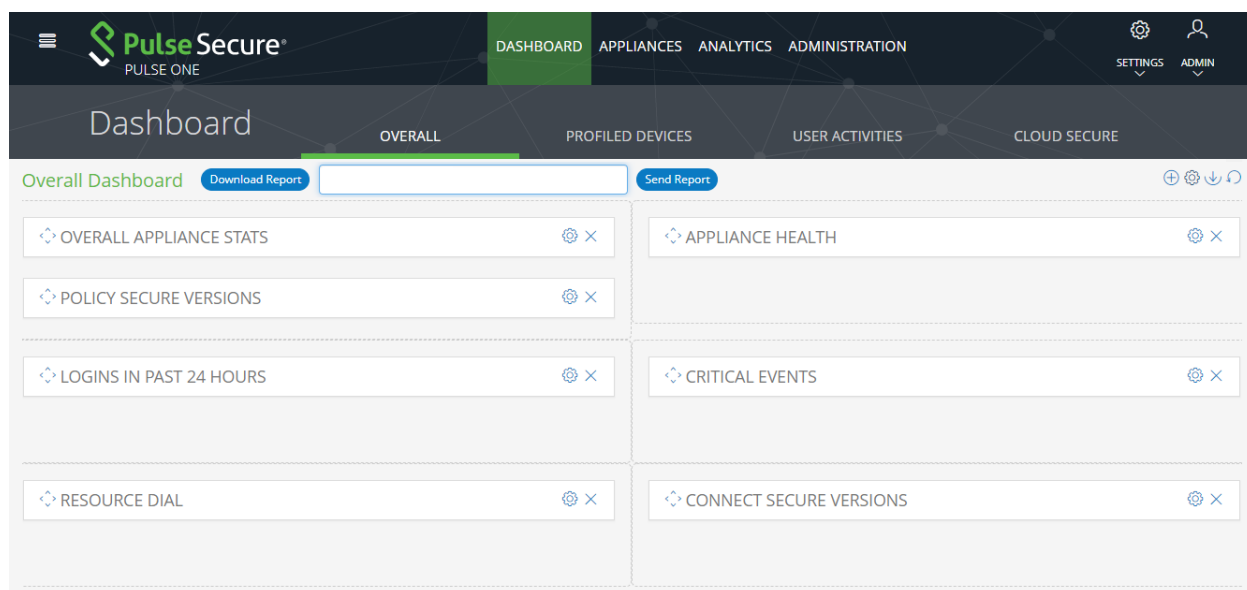 Pulse Secure®
PULSE ONE
DASHBOARD APPLIANCES ANALYTICS ADMINISTRATION
SETTINGS ADMIN
Dashboard
OVERALL PROFILED DEVICES USER ACTIVITIES CLOUD SECURE
Overall Dashboard Download Report Send Report
OVERALL APPLIANCE STATS
APPLIANCE HEALTH
POLICY SECURE VERSIONS
LOGINS IN PAST 24 HOURS
CRITICAL EVENTS
RESOURCE DIAL
CONNECT SECURE VERSIONS